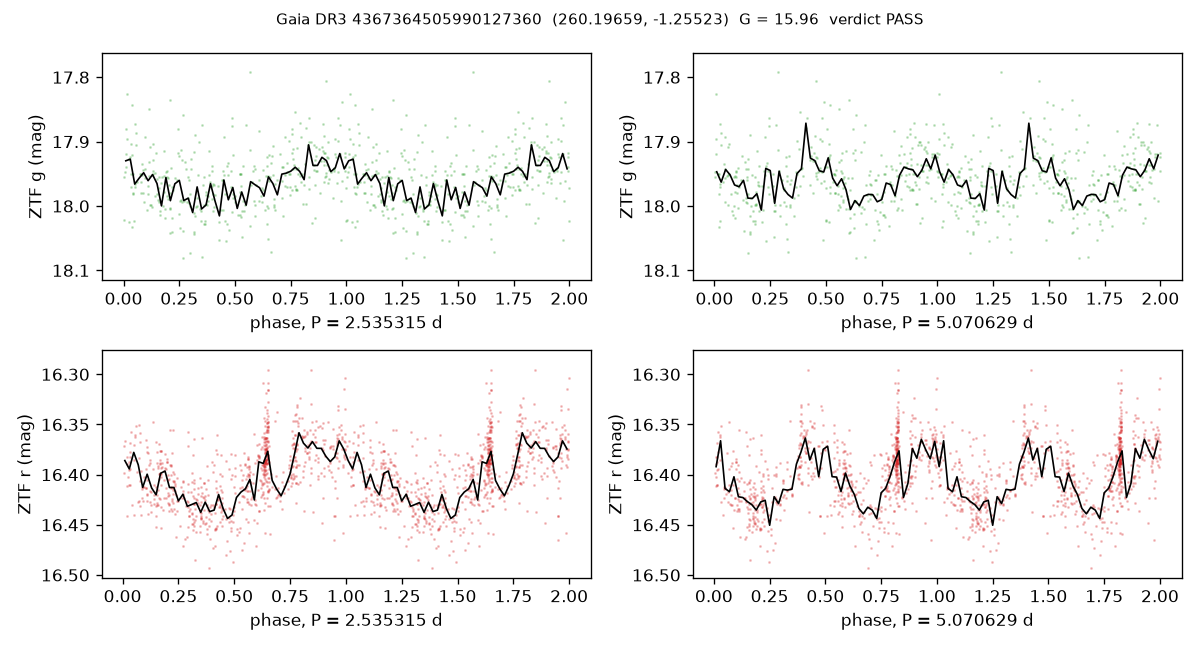 Gaia DR3 4367364505990127360  (260.19659, -1.25523)  G = 15.96  verdict PASS
ZTF g (mag)
17.8
17.9
18.0
18.1
0.00 0.25 0.50 0.75 1.00 1.25 1.50 1.75 2.00
phase, P = 2.535315 d
ZTF g (mag)
17.8
17.9
18.0
18.1
0.00 0.25 0.50 0.75 1.00 1.25 1.50 1.75 2.00
phase, P = 5.070629 d
ZTF r (mag)
16.30
16.35
16.40
16.45
16.50
0.00 0.25 0.50 0.75 1.00 1.25 1.50 1.75 2.00
phase, P = 2.535315 d
ZTF r (mag)
16.30
16.35
16.40
16.45
16.50
0.00 0.25 0.50 0.75 1.00 1.25 1.50 1.75 2.00
phase, P = 5.070629 d